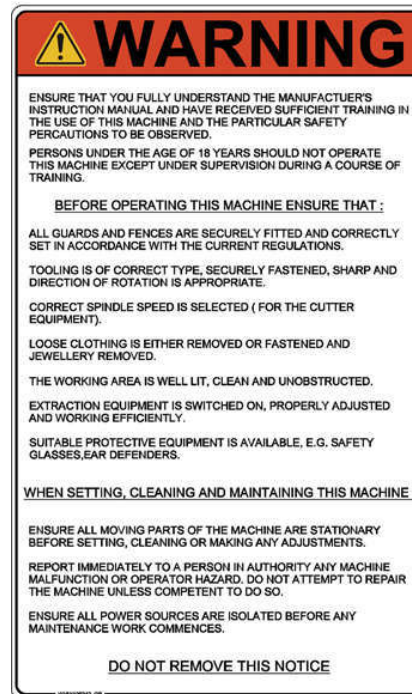 WARNING
ENSURE THAT YOU FULLY UNDERSTAND THE MANUFACTUER'S
INSTRUCTION MANUAL AND HAVE RECEIVED SUFFICIENT TRAINING IN
THE USE OF THIS MACHINE AND THE PARTICULAR SAFETY
PERCAUTIONS TO BE OBSERVED.
PERSONS UNDER THE AGE OF 18 YEARS SHOULD NOT OPERATE
THIS MACHINE EXCEPT UNDER SUPERVISION DURING A COURSE OF
TRAINING.
BEFORE OPERATING THIS MACHINE ENSURE THAT :
ALL GUARDS AND FENCES ARE SECURELY FITTED AND CORRECTLY
SET IN ACCORDANCE WITH THE CURRENT REGULATIONS.
TOOLING IS OF CORRECT TYPE, SECURELY FASTENED, SHARP AND
DIRECTION OF ROTATION IS APPROPRIATE.
CORRECT SPINDLE SPEED IS SELECTED ( FOR THE CUTTER
EQUIPMENT).
LOOSE CLOTHING IS EITHER REMOVED OR FASTENED AND
JEWELLERY REMOVED.
THE WORKING AREA IS WELL LIT, CLEAN AND UNOBSTRUCTED.
EXTRACTION EQUIPMENT IS SWITCHED ON, PROPERLY ADJUSTED
AND WORKING EFFICIENTLY.
SUITABLE PROTECTIVE EQUIPMENT IS AVAILABLE, E.G. SAFETY
GLASSES,EAR DEFENDERS.
WHEN SETTING, CLEANING AND MAINTAINING THIS MACHINE
ENSURE ALL MOVING PARTS OF THE MACHINE ARE STATIONARY
BEFORE SETTING, CLEANING OR MAKING ANY ADJUSTMENTS.
REPORT IMMEDIATELY TO A PERSON IN AUTHORITY ANY MACHINE
MALFUNCTION OR OPERATOR HAZARD. DO NOT ATTEMPT TO REPAIR
THE MACHINE UNLESS COMPETENT TO DO SO.
ENSURE ALL POWER SOURCES ARE ISOLATED BEFORE ANY
MAINTENANCE WORK COMMENCES.
DO NOT REMOVE THIS NOTICE